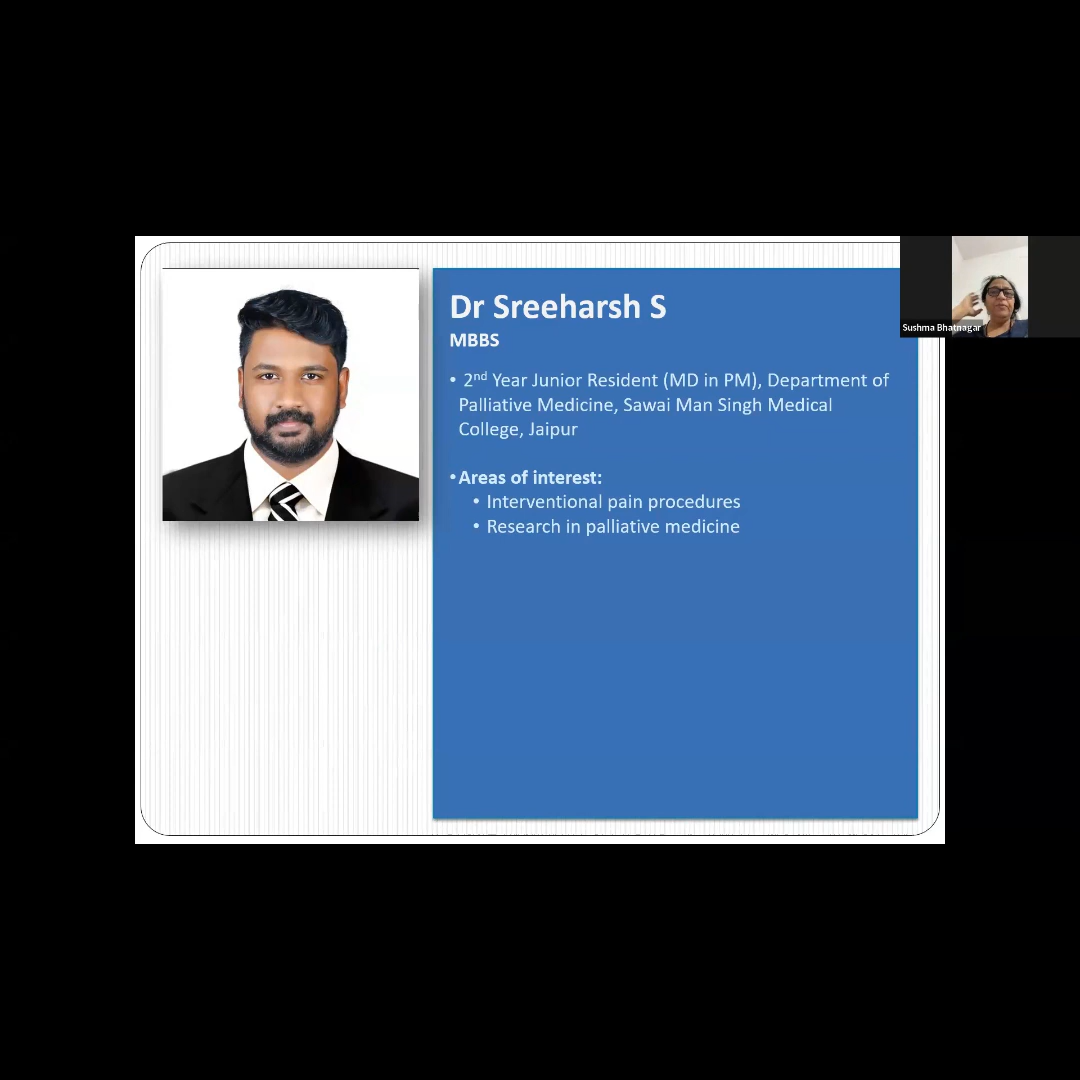 Dr Sreeharsh S
MBBS
• 2nd Year Junior Resident (MD in PM), Department of
Palliative Medicine, Sawai Man Singh Medical
College, Jaipur
• Areas of interest:
• Interventional pain procedures
• Research in palliative medicine
Sushma Bhatnagar